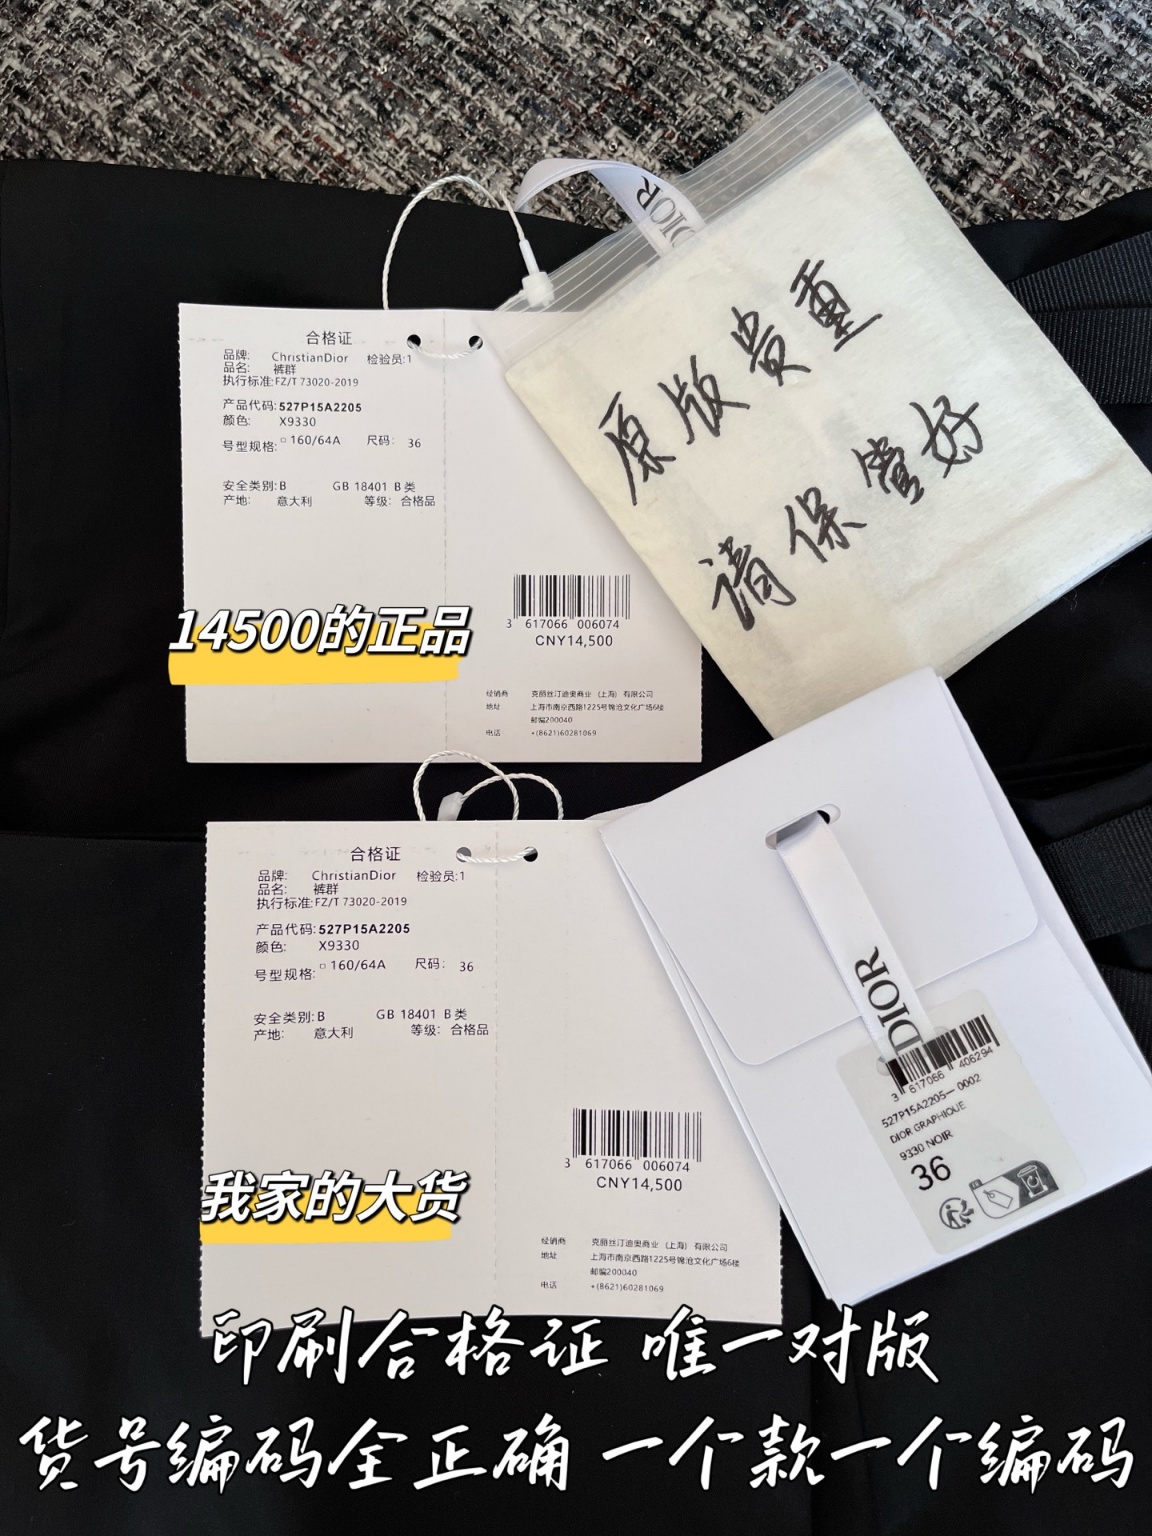 DIOR
原版貴重
请保管好
合格证
品牌: ChristianDior 检验员:1
品名: 裤群
执行标准:FZ/T 73020-2019
产品代码:527P15A2205
颜色: X9330
号型规格:□160/64A 尺码: 36
安全类别:B GB 18401 B类
产地: 意大利 等级: 合格品
3 617066 006074
CNY14,500
14500的正品
经销商 克丽丝汀迪奥商业(上海)有限公司
地址 上海市南京西路1225号锦沧文化广场6楼
邮编200040
电话 +(8621)60281069
合格证
品牌: ChristianDior 检验员:1
品名: 裤群
执行标准:FZ/T 73020-2019
产品代码:527P15A2205
颜色: X9330
号型规格:□160/64A 尺码: 36
安全类别:B GB 18401 B类
产地: 意大利 等级: 合格品
3 617066 006074
CNY14,500
我家的大货
经销商 克丽丝汀迪奥商业(上海)有限公司
地址 上海市南京西路1225号锦沧文化广场6楼
邮编200040
电话 +(8621)60281069
DIOR
3 617066 406294
527P15A2205—0002
DIOR GRAPHIQUE
9330 NOIR
36
印刷合格证 唯一对版
货号编码全正确 一个款一个编码